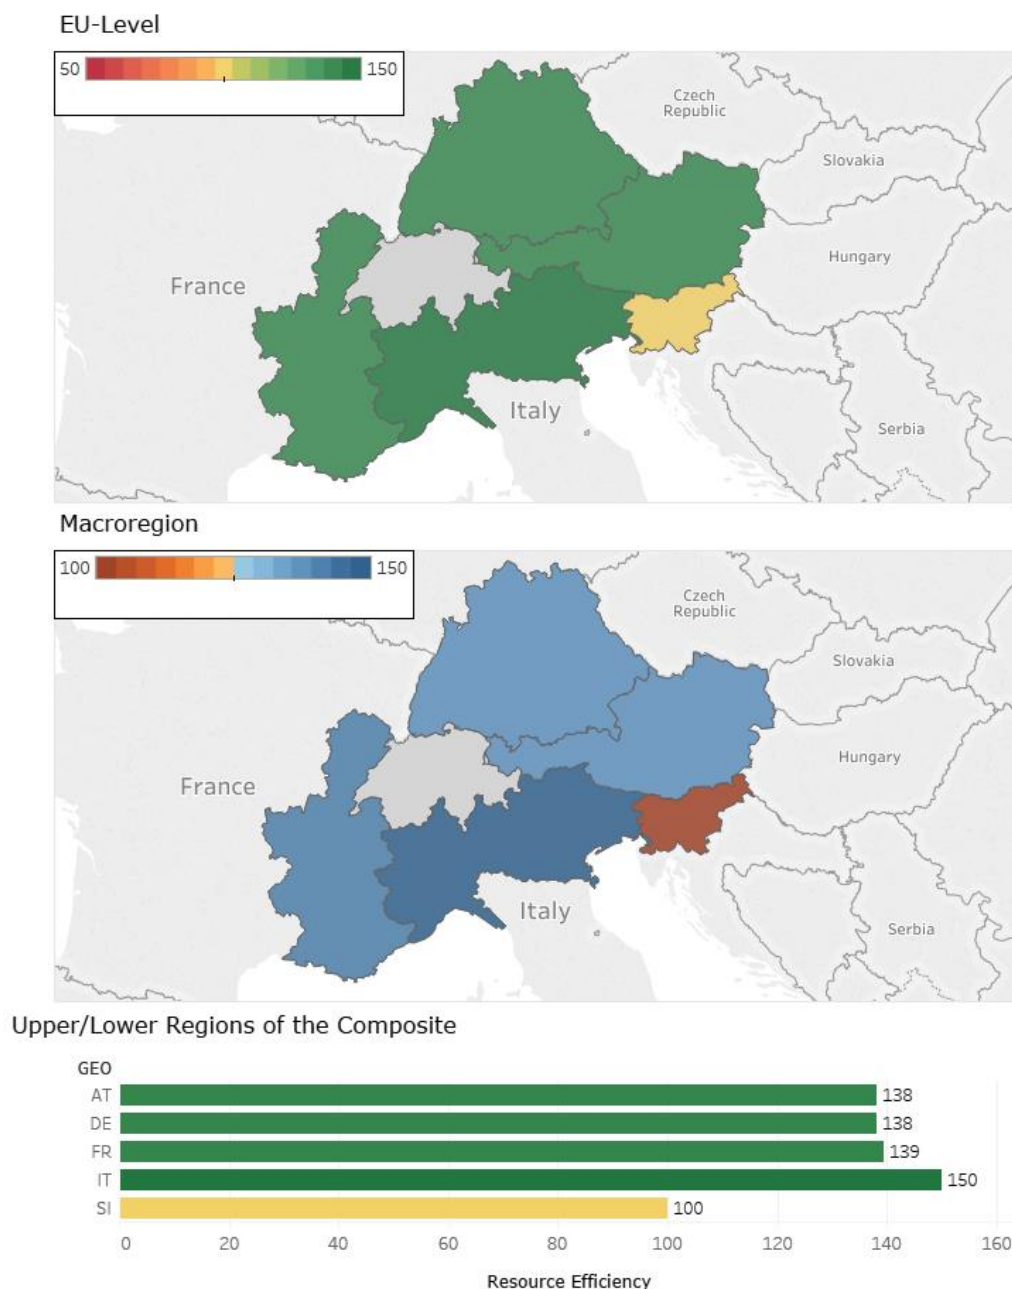 EU-Level
50 150
Czech
Republic
Slovakia
Hungary
France
Italy
Serbia
Macroregion
100 150
Czech
Republic
Slovakia
Hungary
France
Italy
Serbia
Upper/Lower Regions of the Composite
GEO
AT 138
DE 138
FR 139
IT 150
SI 100
0 20 40 60 80 100 120 140 160
Resource Efficiency